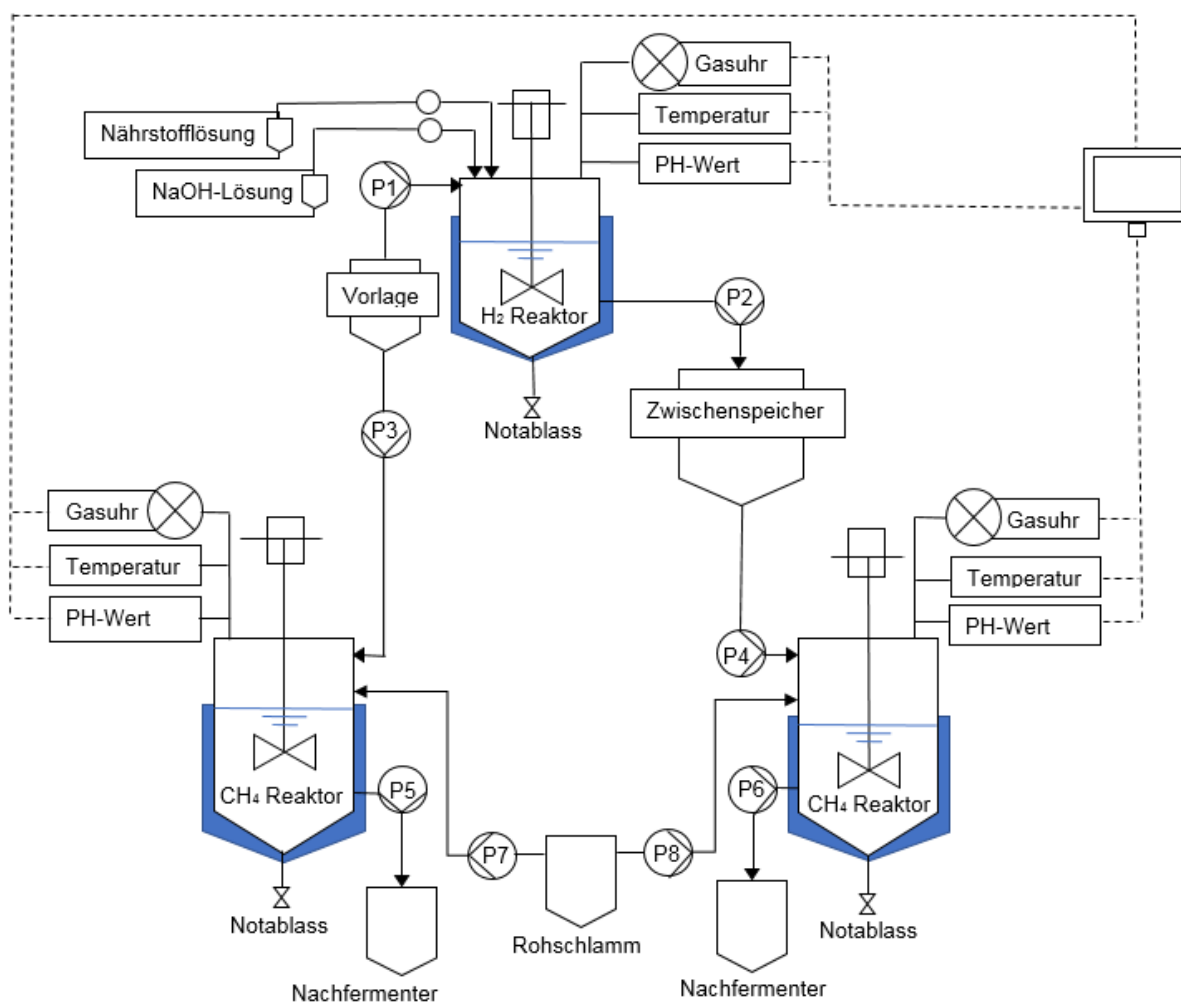 Gasuhr
Temperatur
PH-Wert
Nährstofflösung
NaOH-Lösung
P1
Vorlage
H₂ Reaktor
P2
Zwischenspeicher
Notablass
P3
Gasuhr
Temperatur
PH-Wert
Gasuhr
Temperatur
PH-Wert
P4
CH₄ Reaktor
P5
P6
CH₄ Reaktor
P7
P8
Notablass
Rohschlamm
Notablass
Nachfermenter
Nachfermenter